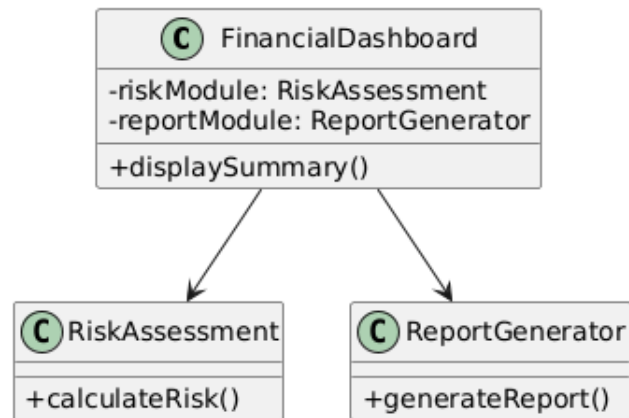 C FinancialDashboard
-riskModule: RiskAssessment
-reportModule: ReportGenerator
+displaySummary()
C RiskAssessment
+calculateRisk()
C ReportGenerator
+generateReport()